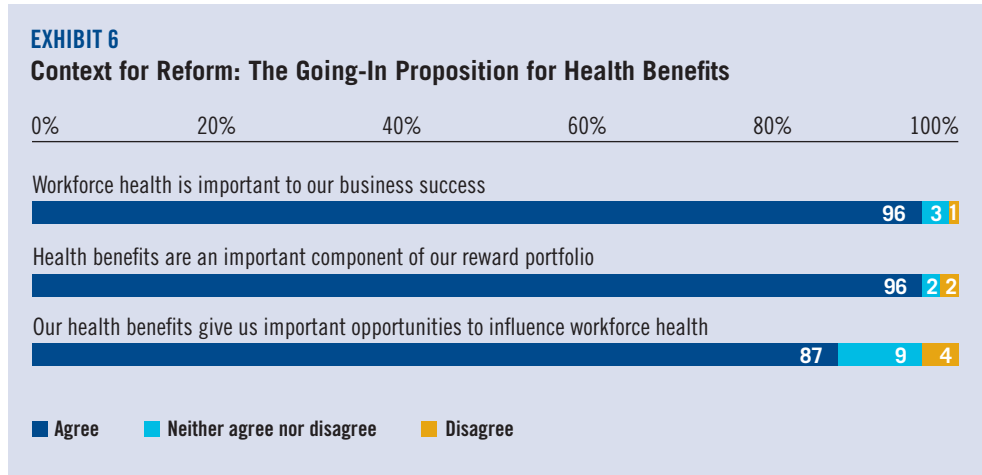 EXHIBIT 6
Context for Reform: The Going-In Proposition for Health Benefits
0% 20% 40% 60% 80% 100%
Workforce health is important to our business success
96 3 1
Health benefits are an important component of our reward portfolio
96 2 2
Our health benefits give us important opportunities to influence workforce health
87 9 4
Agree Neither agree nor disagree Disagree